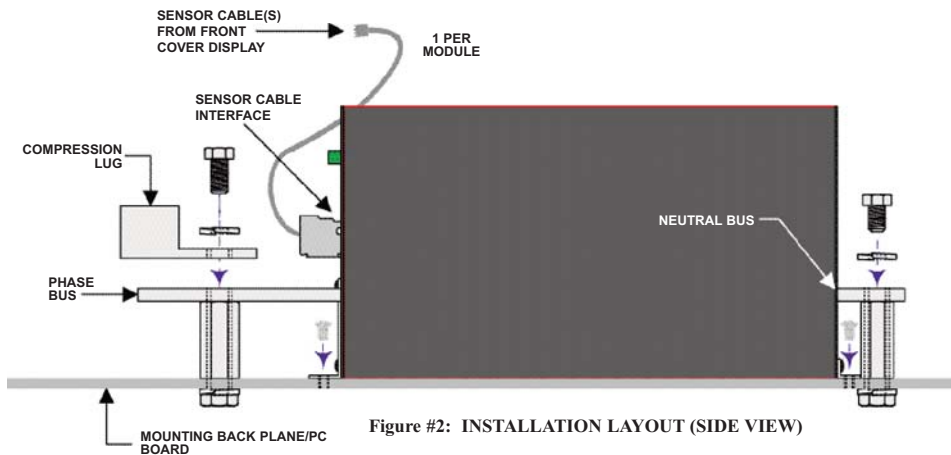 SENSOR CABLE(S)
FROM FRONT
COVER DISPLAY
1 PER
MODULE
SENSOR CABLE
INTERFACE
COMPRESSION
LUG
NEUTRAL BUS
PHASE
BUS
Figure #2: INSTALLATION LAYOUT (SIDE VIEW)
MOUNTING BACK PLANE/PC
BOARD